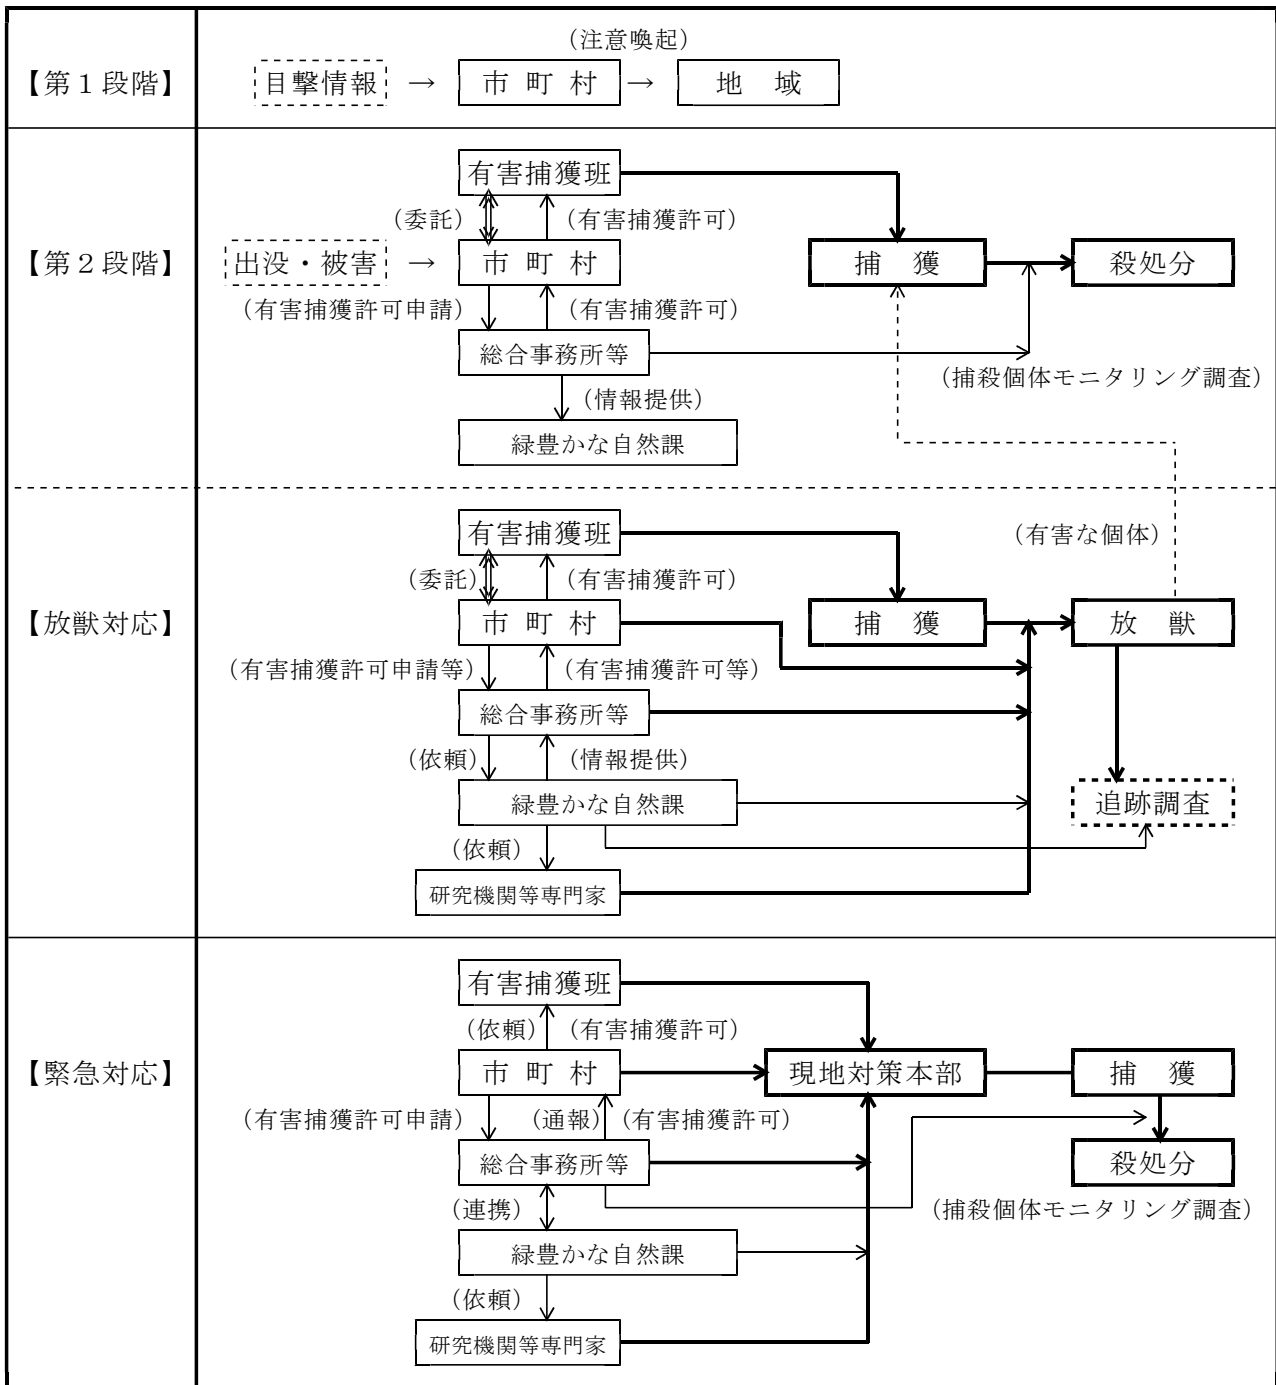 （注意喚起）
【第１段階】
目撃情報 → 市 町 村 → 地　域
有害捕獲班
（委託） （有害捕獲許可）
【第２段階】
出没・被害 → 市 町 村
捕　獲
殺処分
（有害捕獲許可申請） （有害捕獲許可）
総合事務所等
（捕殺個体モニタリング調査）
（情報提供）
緑豊かな自然課
有害捕獲班
（有害な個体）
（委託） （有害捕獲許可）
【放獣対応】
市 町 村
捕　獲
放　獣
（有害捕獲許可申請等） （有害捕獲許可等）
総合事務所等
（依頼） （情報提供）
緑豊かな自然課
追跡調査
（依頼）
研究機関等専門家
有害捕獲班
（依頼） （有害捕獲許可）
【緊急対応】
市 町 村
現地対策本部
捕　獲
（有害捕獲許可申請） （通報） （有害捕獲許可）
総合事務所等
殺処分
（連携）
（捕殺個体モニタリング調査）
緑豊かな自然課
（依頼）
研究機関等専門家